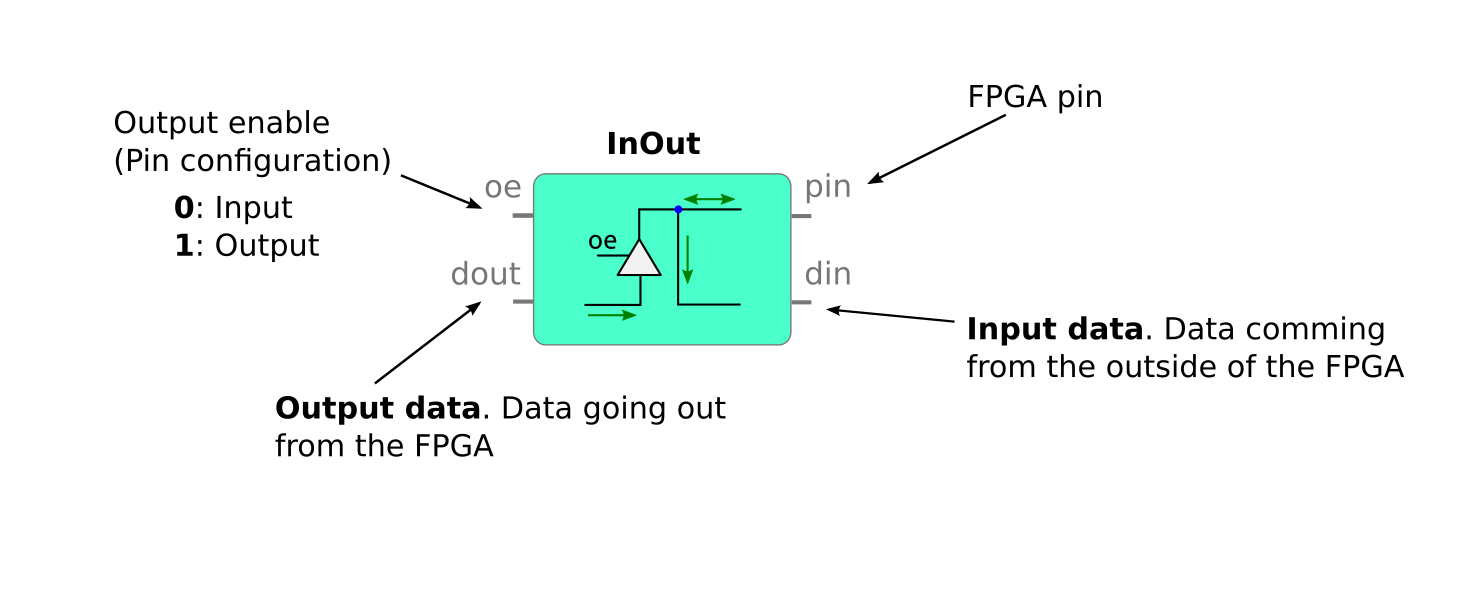 FPGA pin
Output enable
(Pin configuration)
0: Input
1: Output
InOut
oe
pin
oe
dout
din
Input data. Data comming
from the outside of the FPGA
Output data. Data going out
from the FPGA